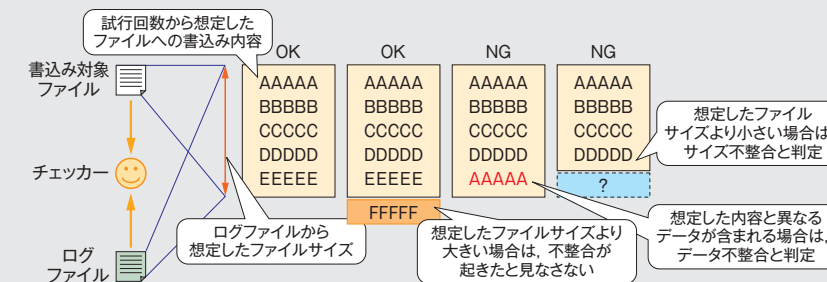 試行回数から想定した
ファイルへの書込み内容
書込み対象
ファイル
チェッカー
ログ
ファイル
ログファイルから
想定したファイルサイズ
OK
AAAAA
BBBBB
CCCCC
DDDDD
EEEEE
OK
AAAAA
BBBBB
CCCCC
DDDDD
EEEEE
FFFFF
NG
AAAAA
BBBBB
CCCCC
DDDDD
AAAAA
NG
AAAAA
BBBBB
CCCCC
DDDDD
?
想定したファイル
サイズより小さい場合は
サイズ不整合と判定
想定したファイルサイズより
大きい場合は，不整合が
起きたと見なさない
想定した内容と異なる
データが含まれる場合は，
データ不整合と判定